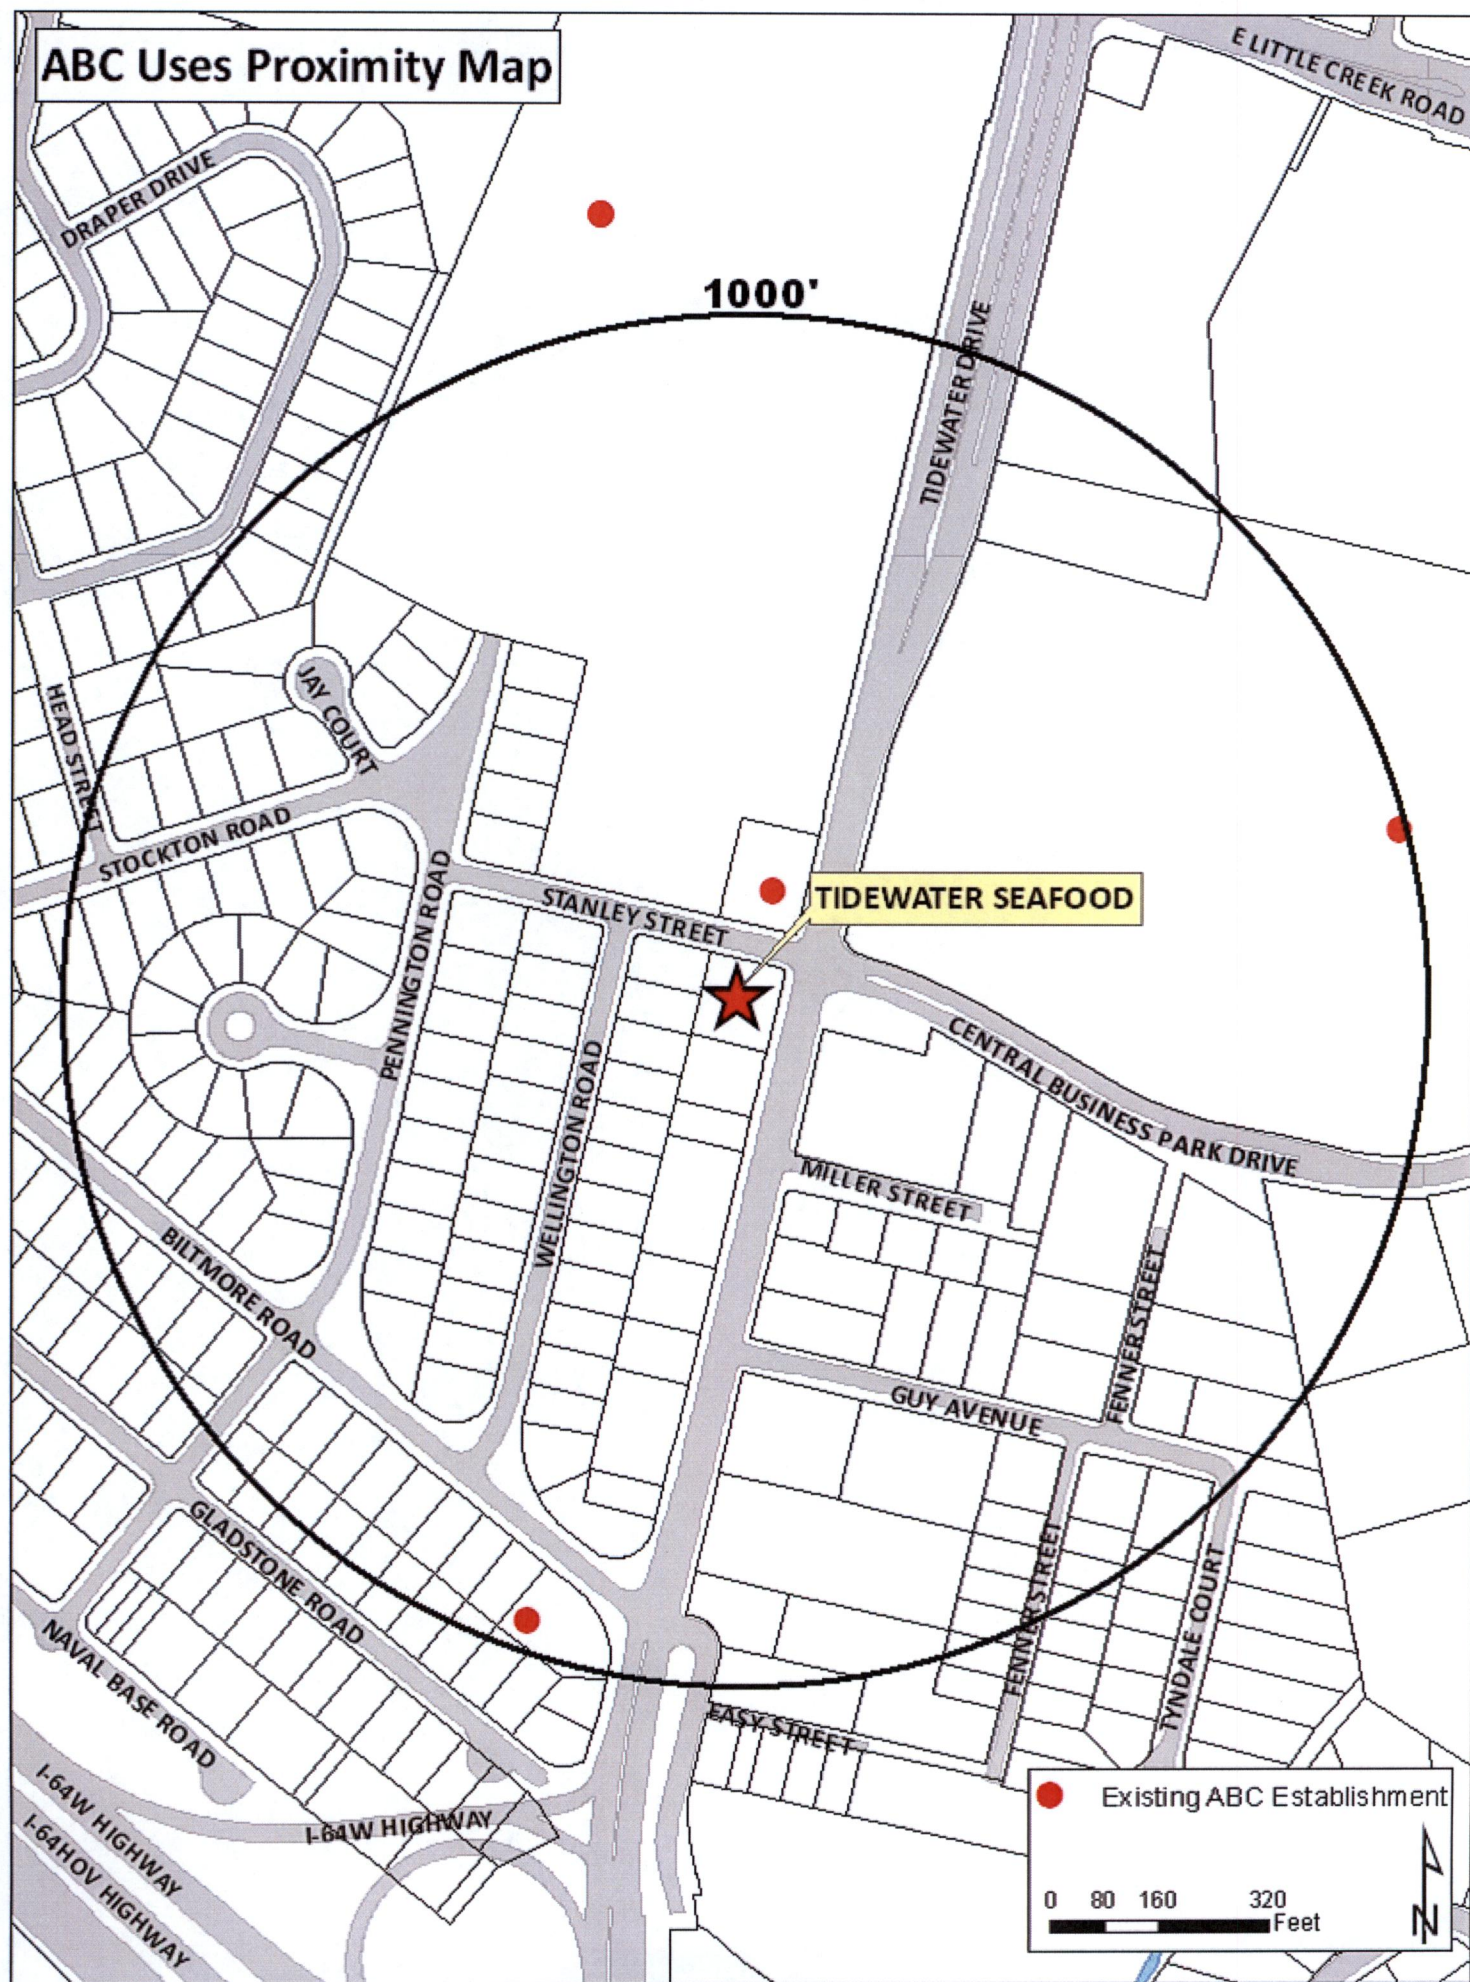 ABC Uses Proximity Map
E LITTLE CREEK ROAD
DRAPER DRIVE
1000'
TIDEWATER DRIVE
HEAD STREET
JAY COURT
STOCKTON ROAD
PENNINGTON ROAD
STANLEY STREET
TIDEWATER SEAFOOD
WELLINGTON ROAD
CENTRAL BUSINESS PARK DRIVE
MILLER STREET
BILTMORE ROAD
FENNER STREET
GUY AVENUE
GLADSTONE ROAD
FENNER STREET
TYNDALE COURT
NAVAL BASE ROAD
EASY STREET
I-64W HIGHWAY
I-64W HIGHWAY
I-64HOV HIGHWAY
Existing ABC Establishment
0 80 160 320
Feet
N